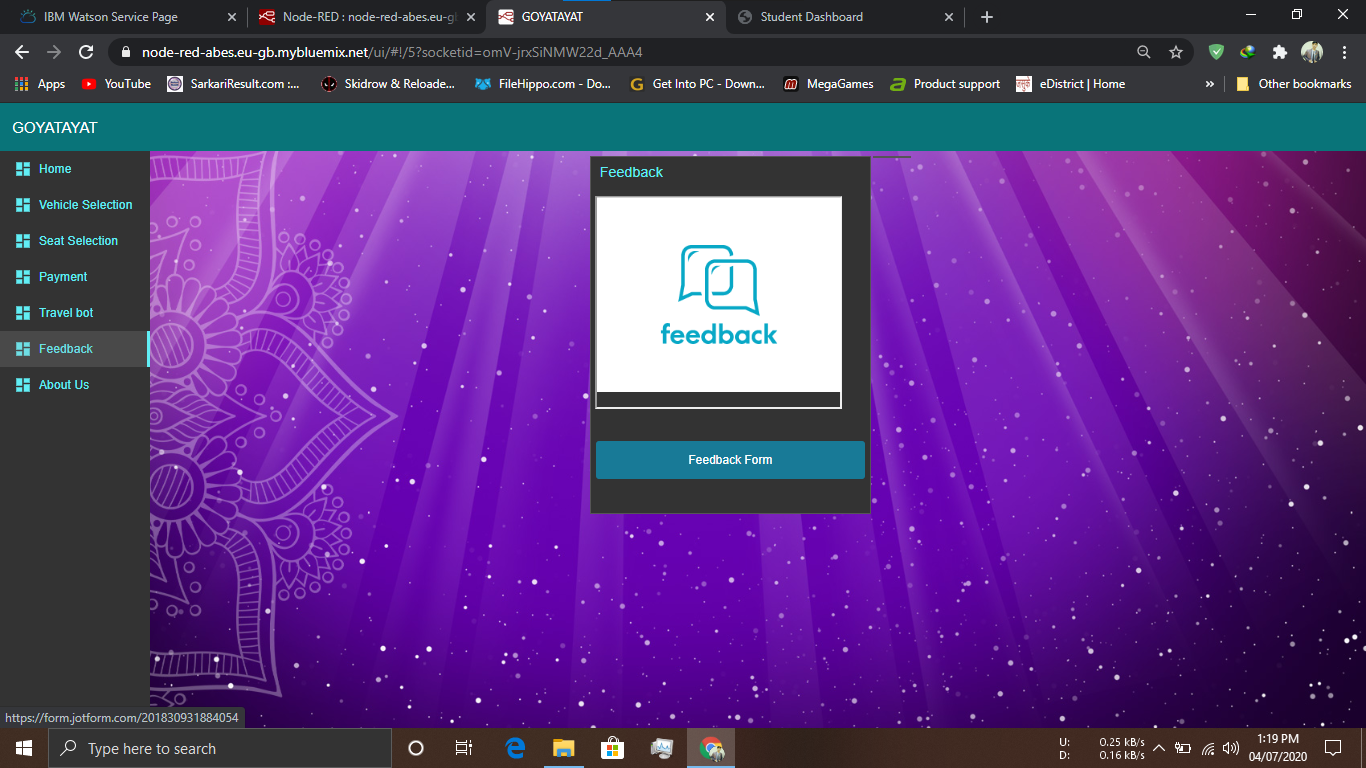 IBM Watson Service Page
Node-RED : node-red-abes.eu-gb
GOYATAYAT
Student Dashboard
node-red-abes.eu-gb.mybluemix.net/ui/#!/5?socketid=omV-jrxSiNMW22d_AAA4
Apps
YouTube
SarkariResult.com :...
Skidrow & Reloade...
FileHippo.com - Do...
Get Into PC - Down...
MegaGames
Product support
eDistrict | Home
»
Other bookmarks
GOYATAYAT
Home
Vehicle Selection
Seat Selection
Payment
Travel bot
Feedback
About Us
Feedback
feedback
Feedback Form
https://form.jotform.com/201830931884054
Type here to search
U: 0.25 kB/s
D: 0.16 kB/s
1:19 PM
04/07/2020